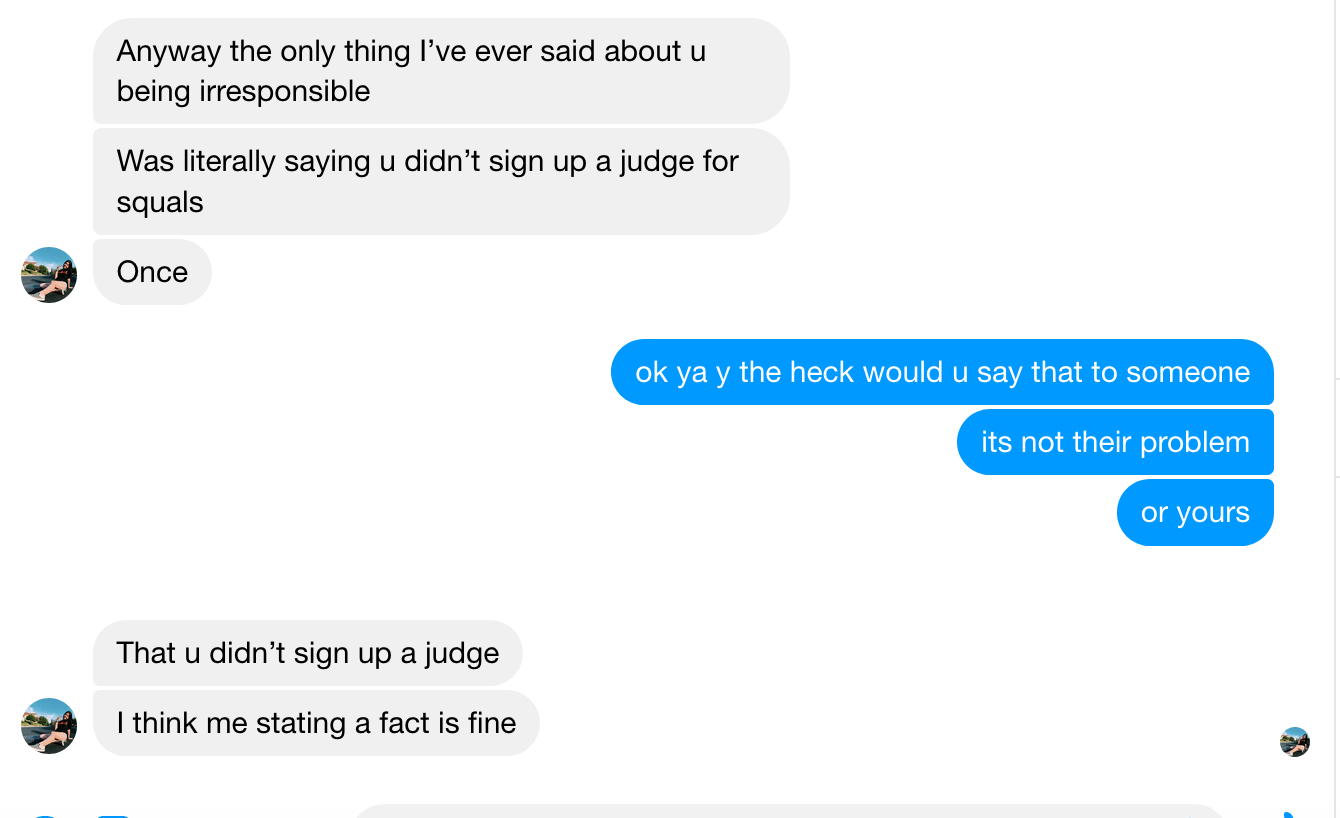 Anyway the only thing I’ve ever said about u
being irresponsible
Was literally saying u didn’t sign up a judge for
squals
Once
ok ya y the heck would u say that to someone
its not their problem
or yours
That u didn’t sign up a judge
I think me stating a fact is fine